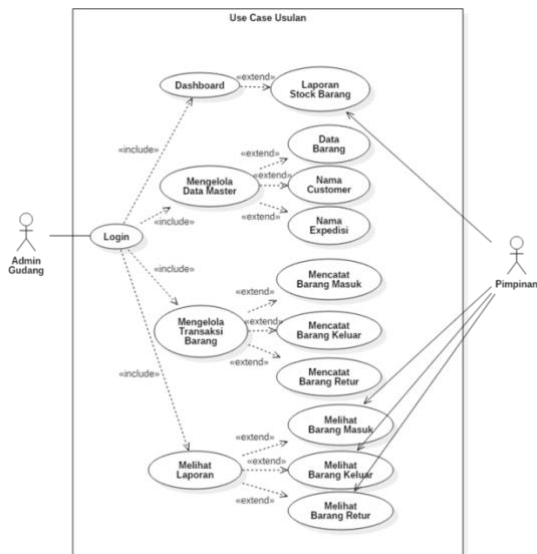 Use Case Usulan
Dashboard
«extend»
Laporan
Stock Barang
«include»
Mengelola
Data Master
«extend»
Data
Barang
«extend»
Nama
Customer
«extend»
Nama
Expedisi
«include»
Admin
Gudang
Login
Pimpinan
«include»
Mengelola
Transaksi
Barang
«extend»
Mencatat
Barang Masuk
«extend»
Mencatat
Barang Keluar
«extend»
Mencatat
Barang Retur
«include»
Melihat
Laporan
«extend»
Melihat
Barang Masuk
«extend»
Melihat
Barang Keluar
«extend»
Melihat
Barang Retur